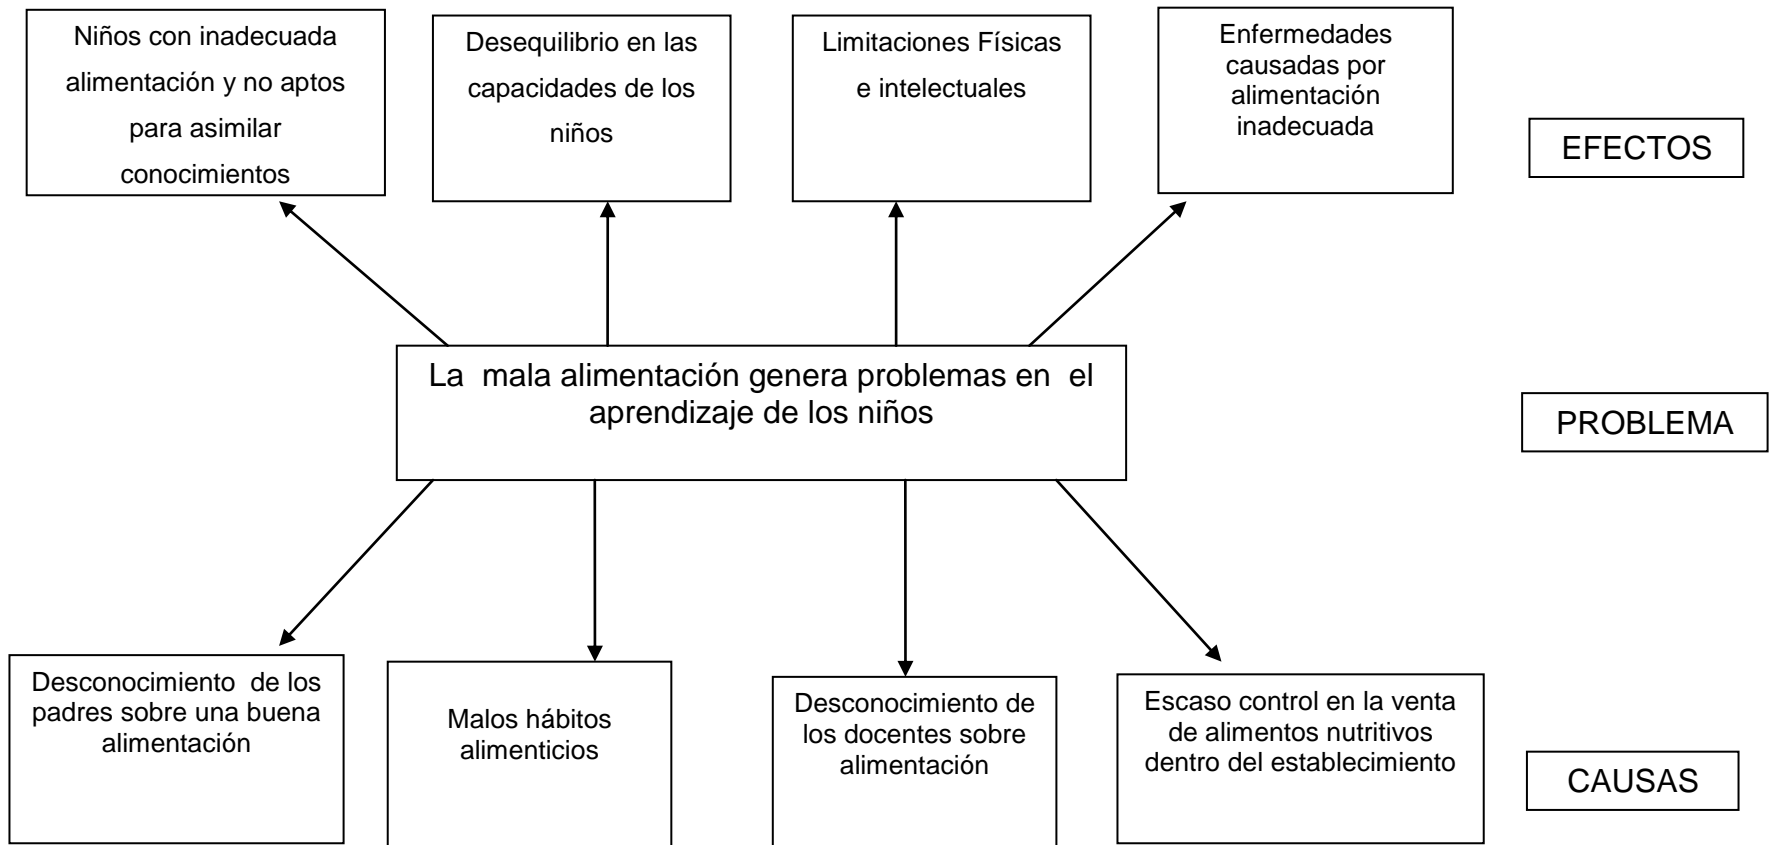 Niños con inadecuada
alimentación y no aptos
para asimilar
conocimientos
Desequilibrio en las
capacidades de los
niños
Limitaciones Físicas
e intelectuales
Enfermedades
causadas por
alimentación
inadecuada
EFECTOS
La mala alimentación genera problemas en el
aprendizaje de los niños
PROBLEMA
Desconocimiento de los
padres sobre una buena
alimentación
Malos hábitos
alimenticios
Desconocimiento de
los docentes sobre
alimentación
Escaso control en la venta
de alimentos nutritivos
dentro del establecimiento
CAUSAS